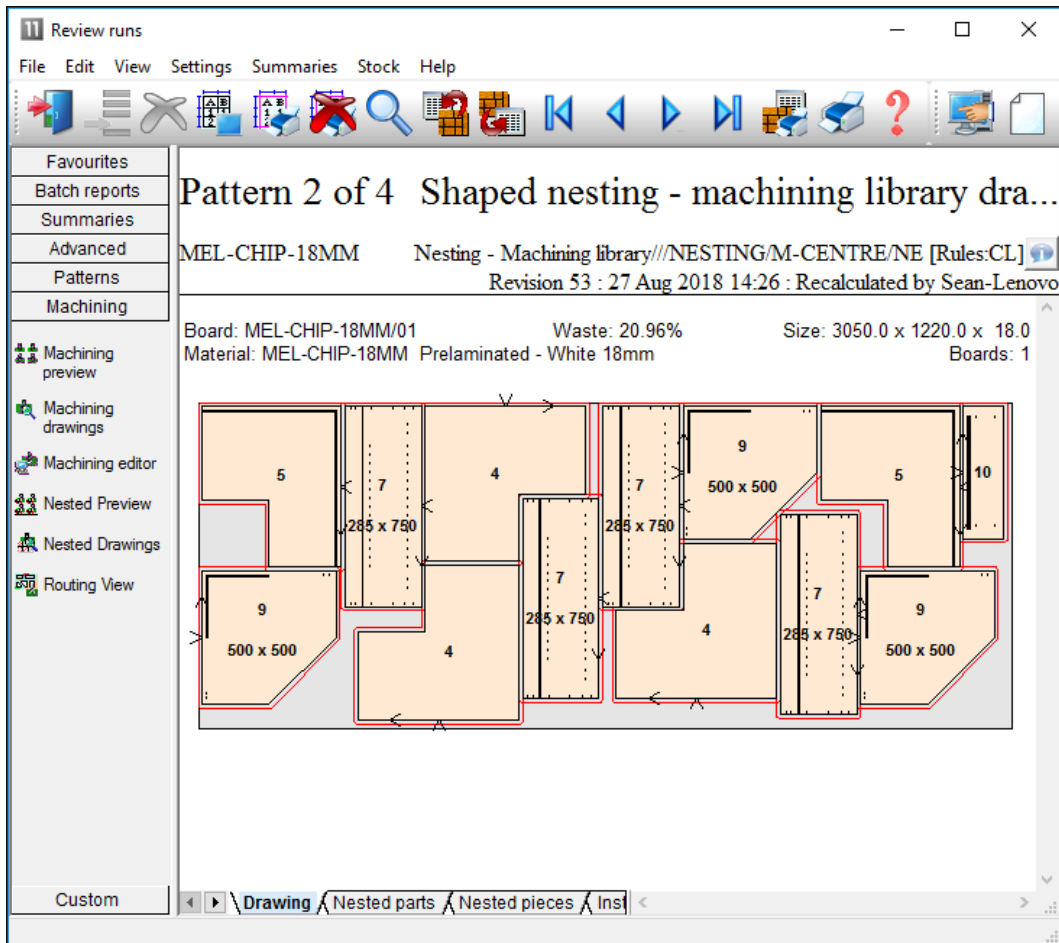 11 Review runs
File Edit View Settings Summaries Stock Help
Favourites
Batch reports
Summaries
Advanced
Patterns
Machining
Machining
preview
Machining
drawings
Machining editor
Nested Preview
Nested Drawings
Routing View
Custom
Pattern 2 of 4 Shaped nesting - machining library dra...
MEL-CHIP-18MM Nesting - Machining library///NESTING/M-CENTRE/NE [Rules:CL]
Revision 53 : 27 Aug 2018 14:26 : Recalculated by Sean-Lenovo
Board: MEL-CHIP-18MM/01 Waste: 20.96% Size: 3050.0 x 1220.0 x 18.0
Material: MEL-CHIP-18MM Prelaminated - White 18mm Boards: 1
5 7 4 7 9 5 10
285 x 750 285 x 750 500 x 500
9 4 7 4 7 9
500 x 500 285 x 750 285 x 750 500 x 500
Drawing Nested parts Nested pieces